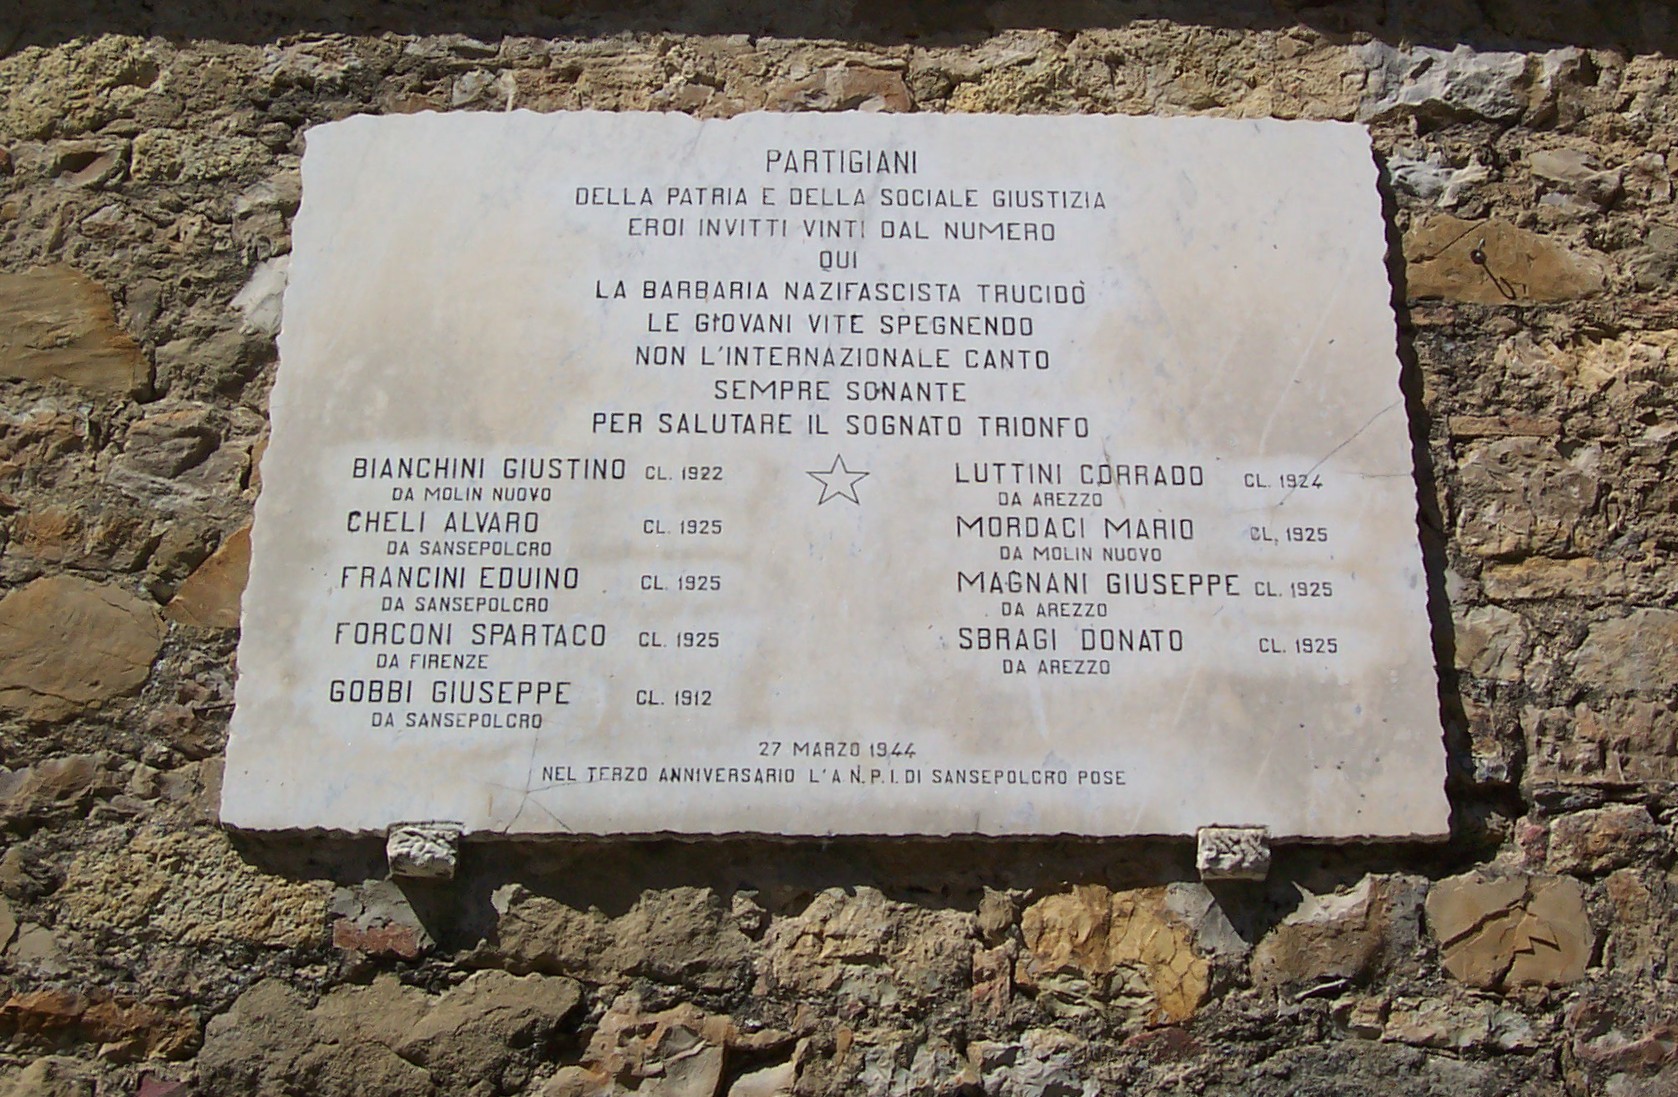 PARTIGIANI
DELLA PATRIA E DELLA SOCIALE GIUSTIZIA
EROI INVITTI VINTI DAL NUMERO
QUI
LA BARBARIA NAZIFASCISTA TRUCIDÒ
LE GIOVANI VITE SPEGNENDO
NON L'INTERNAZIONALE CANTO
SEMPRE SONANTE
PER SALUTARE IL SOGNATO TRIONFO
BIANCHINI GIUSTINO CL. 1922
DA MOLIN NUOVO
CHELI ALVARO CL. 1925
DA SANSEPOLCRO
FRANCINI EDUINO CL. 1925
DA SANSEPOLCRO
FORCONI SPARTACO CL. 1925
DA FIRENZE
GOBBI GIUSEPPE CL. 1912
DA SANSEPOLCRO
LUTTINI CORRADO CL. 1924
DA AREZZO
MORDACI MARIO CL. 1925
DA MOLIN NUOVO
MAGNANI GIUSEPPE CL. 1925
DA AREZZO
SBRAGI DONATO CL. 1925
DA AREZZO
27 MARZO 1944
NEL TERZO ANNIVERSARIO L'A.N.P.I. DI SANSEPOLCRO POSE